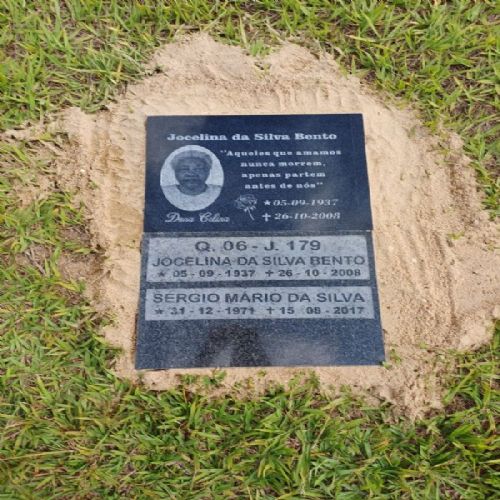 Jocelina da Silva Bento
"Aqueles que amamos
nunca morrem,
apenas partem
antes de nós"
★05-09-1937
Dona Celina
✝26-10-2008
Q. 06 - J. 179
JOCELINA DA SILVA BENTO
★ 05 - 09 - 1937 ✝ 26 - 10 - 2008
SERGIO MARIO DA SILVA
★ 31 - 12 - 1971 ✝ 15 08 - 2017